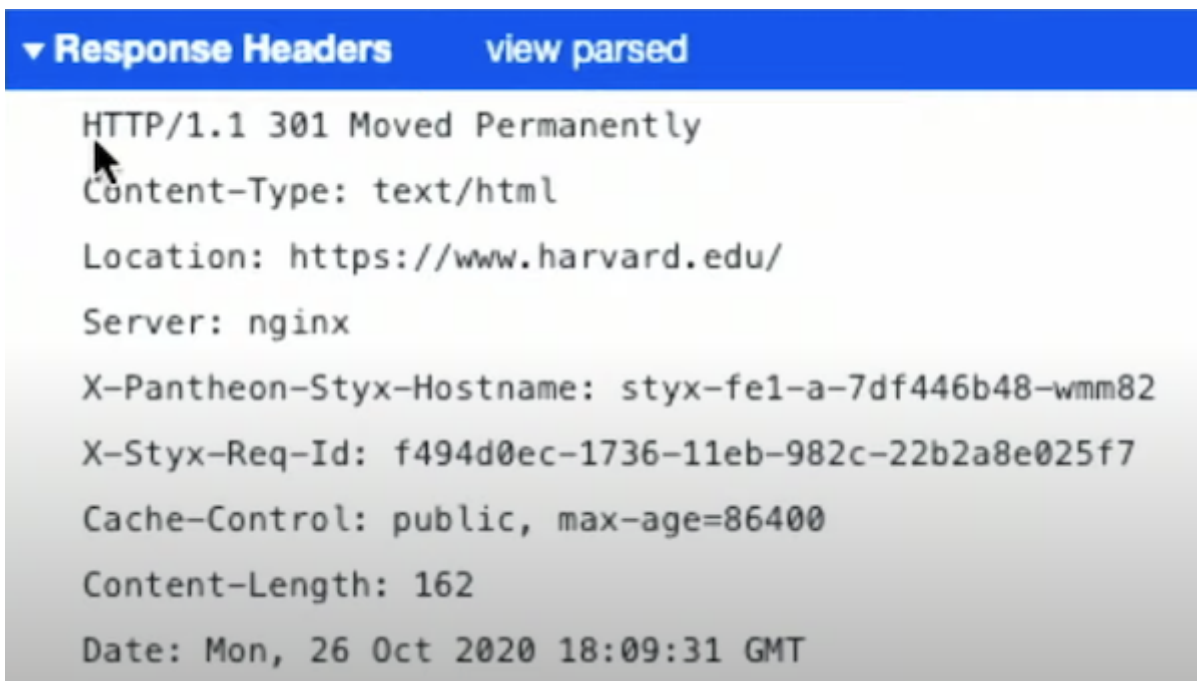 Response Headers view parsed
HTTP/1.1 301 Moved Permanently
Content-Type: text/html
Location: https://www.harvard.edu/
Server: nginx
X-Pantheon-Styx-Hostname: styx-fe1-a-7df446b48-wmm82
X-Styx-Req-Id: f494d0ec-1736-11eb-982c-22b2a8e025f7
Cache-Control: public, max-age=86400
Content-Length: 162
Date: Mon, 26 Oct 2020 18:09:31 GMT